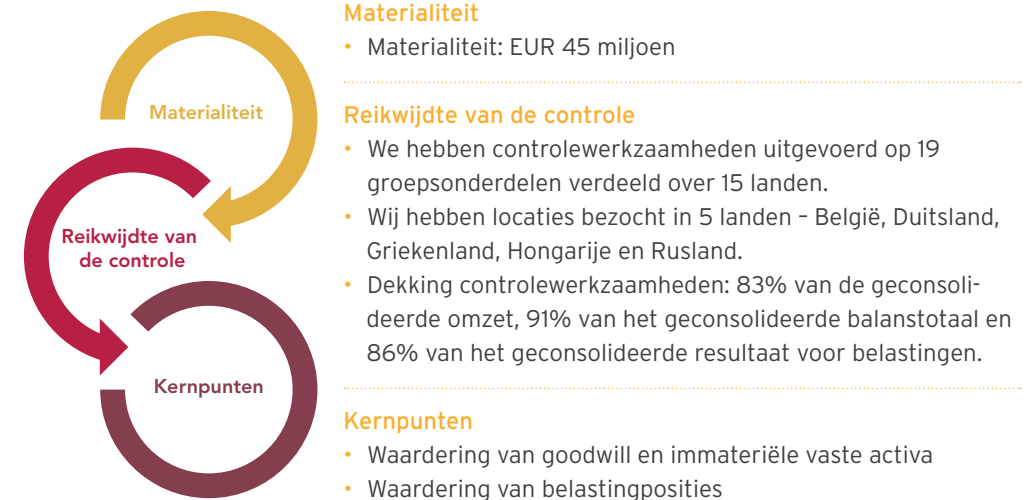 Materialiteit
Reikwijdte van
de controle
Kernpunten
Materialiteit
• Materialiteit: EUR 45 miljoen
Reikwijdte van de controle
• We hebben controlewerkzaamheden uitgevoerd op 19
groepsonderdelen verdeeld over 15 landen.
• Wij hebben locaties bezocht in 5 landen – België, Duitsland,
Griekenland, Hongarije en Rusland.
• Dekking controlewerkzaamheden: 83% van de geconsoli-
deerde omzet, 91% van het geconsolideerde balanstotaal en
86% van het geconsolideerde resultaat voor belastingen.
Kernpunten
• Waardering van goodwill en immateriële vaste activa
• Waardering van belastingposities